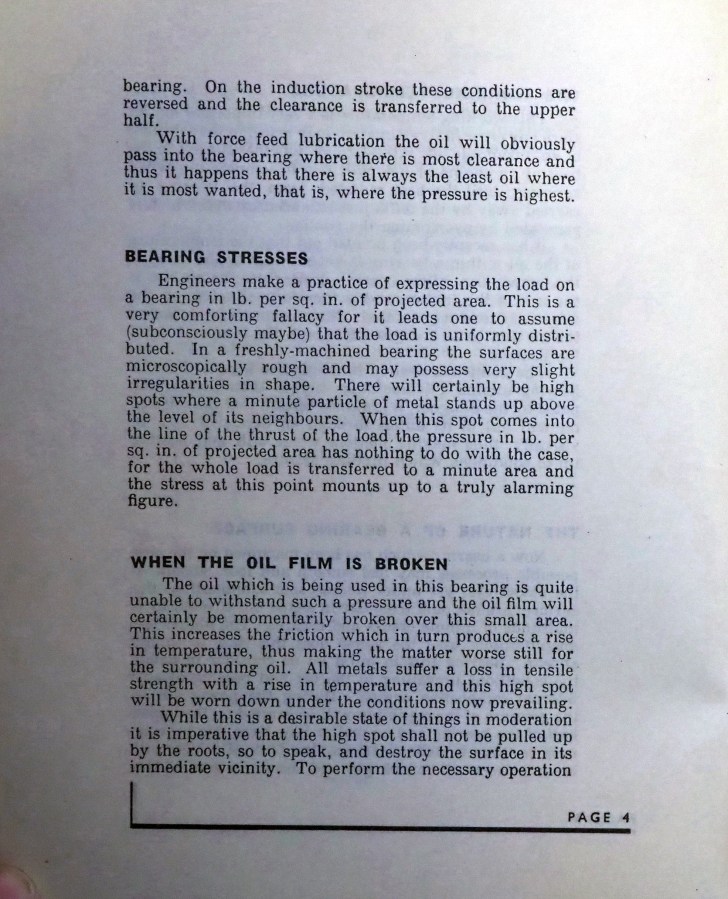 bearing. On the induction stroke these conditions are
reversed and the clearance is transferred to the upper
half.
With force feed lubrication the oil will obviously
pass into the bearing where there is most clearance and
thus it happens that there is always the least oil where
it is most wanted, that is, where the pressure is highest.
BEARING STRESSES
Engineers make a practice of expressing the load on
a bearing in lb. per sq. in. of projected area. This is a
very comforting fallacy for it leads one to assume
(subconsciously maybe) that the load is uniformly distri-
buted. In a freshly-machined bearing the surfaces are
microscopically rough and may possess very slight
irregularities in shape. There will certainly be high
spots where a minute particle of metal stands up above
the level of its neighbours. When this spot comes into
the line of the thrust of the load the pressure in lb. per
sq. in. of projected area has nothing to do with the case,
for the whole load is transferred to a minute area and
the stress at this point mounts up to a truly alarming
figure.
WHEN THE OIL FILM IS BROKEN
The oil which is being used in this bearing is quite
unable to withstand such a pressure and the oil film will
certainly be momentarily broken over this small area.
This increases the friction which in turn produces a rise
in temperature, thus making the matter worse still for
the surrounding oil. All metals suffer a loss in tensile
strength with a rise in temperature and this high spot
will be worn down under the conditions now prevailing.
While this is a desirable state of things in moderation
it is imperative that the high spot shall not be pulled up
by the roots, so to speak, and destroy the surface in its
immediate vicinity. To perform the necessary operation
PAGE 4